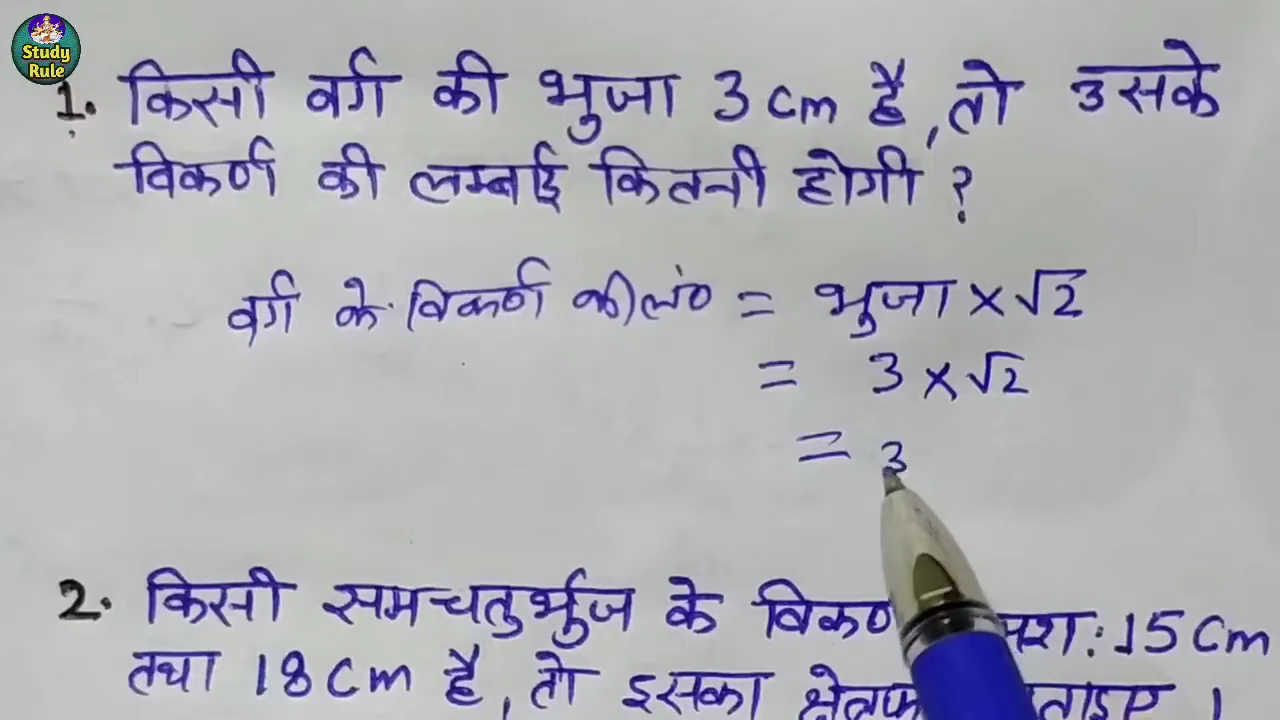 Study
Rule
1. किसी वर्ग की भुजा 3 cm है, तो उसके
विकर्ण की लम्बाई कितनी होगी ?
वर्ग के विकर्ण की लं० = भुजा × √2
= 3 × √2
= 3
2. किसी समचतुर्भुज के विकर्ण 15 cm
तथा 18 cm है, तो इसका